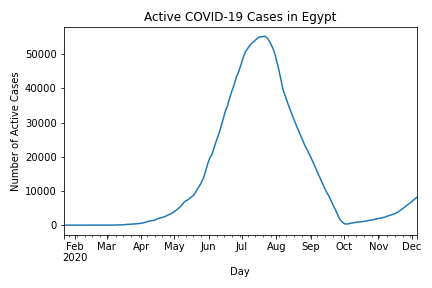 Active COVID-19 Cases in Egypt
Number of Active Cases
50000
40000
30000
20000
10000
0
Feb Mar Apr May Jun Jul Aug Sep Oct Nov Dec
2020
Day